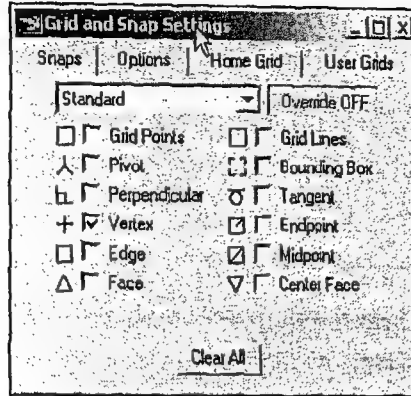 Grid and Snap Settings
Snaps Options Home Grid User Grids
Standard Override OFF
Grid Points Grid Lines
Pivot Bounding Box
Perpendicular Tangent
Vertex Endpoint
Edge Midpoint
Face Center Face
Clear All